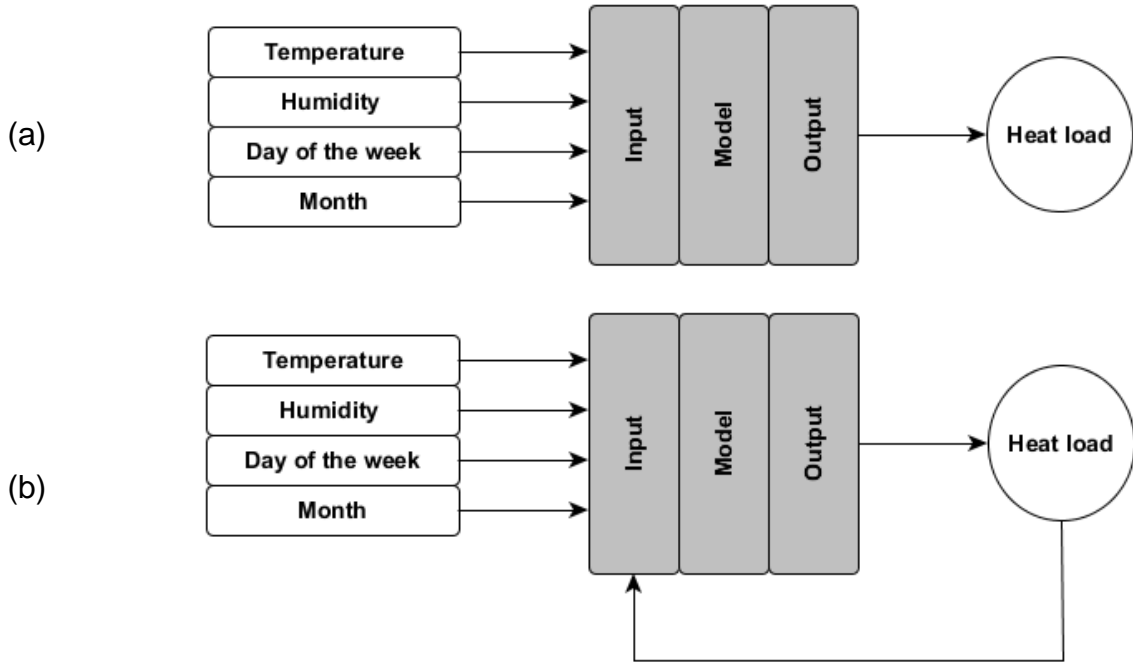 (a)
Temperature
Humidity
Day of the week
Month
Input
Model
Output
Heat load
(b)
Temperature
Humidity
Day of the week
Month
Input
Model
Output
Heat load